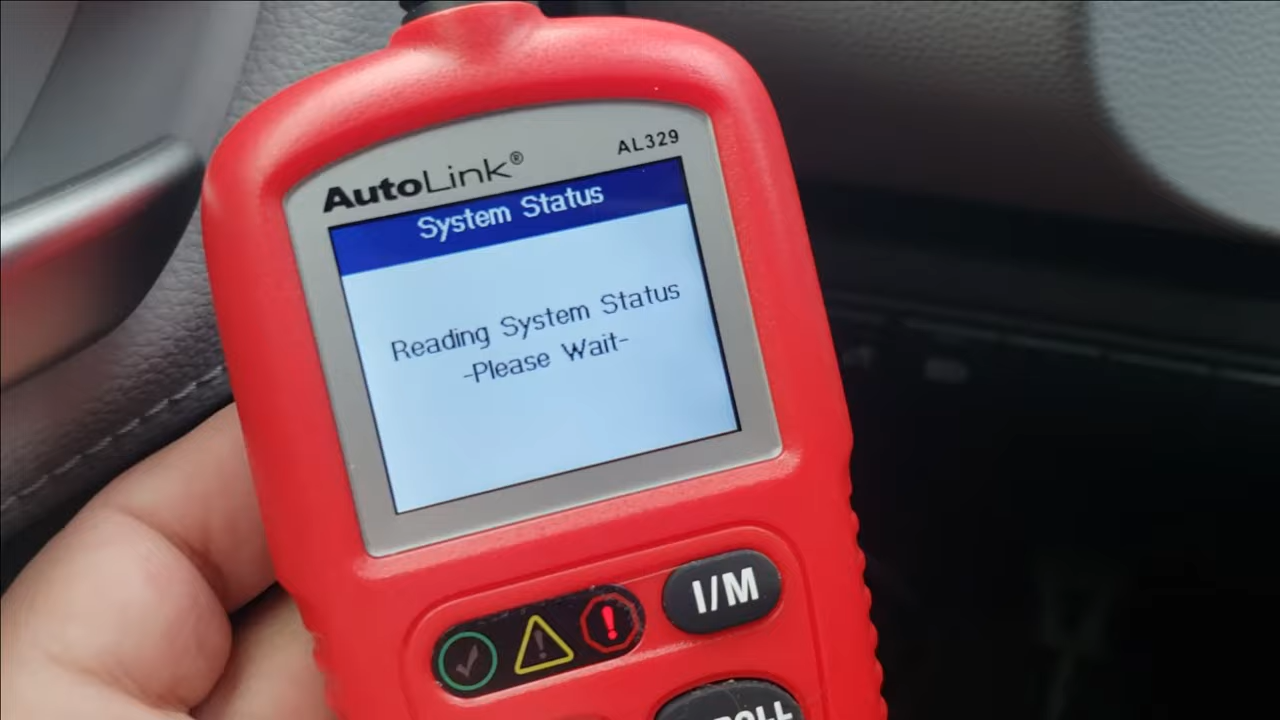 AutoLink®
AL329
System Status
Reading System Status
-Please Wait-
I/M